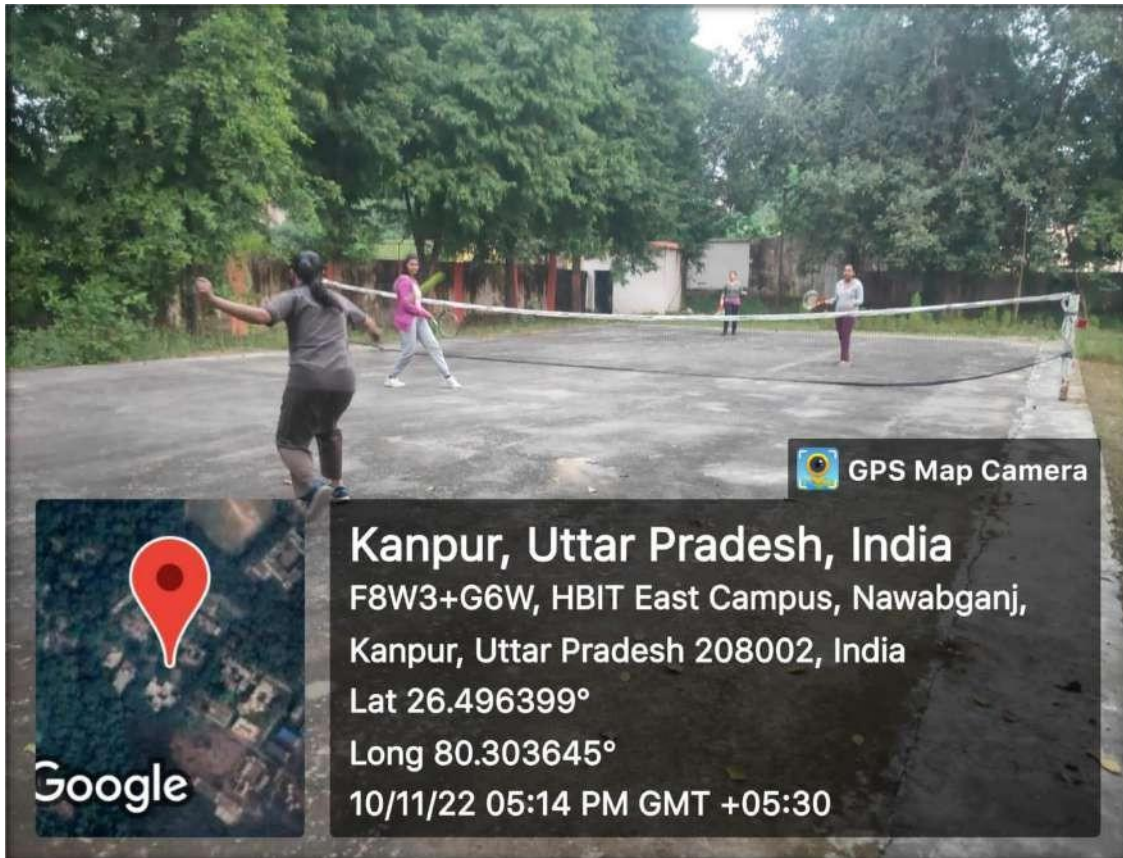 GPS Map Camera
Kanpur, Uttar Pradesh, India
F8W3+G6W, HBIT East Campus, Nawabganj,
Kanpur, Uttar Pradesh 208002, India
Lat 26.496399°
Long 80.303645°
10/11/22 05:14 PM GMT +05:30
Google